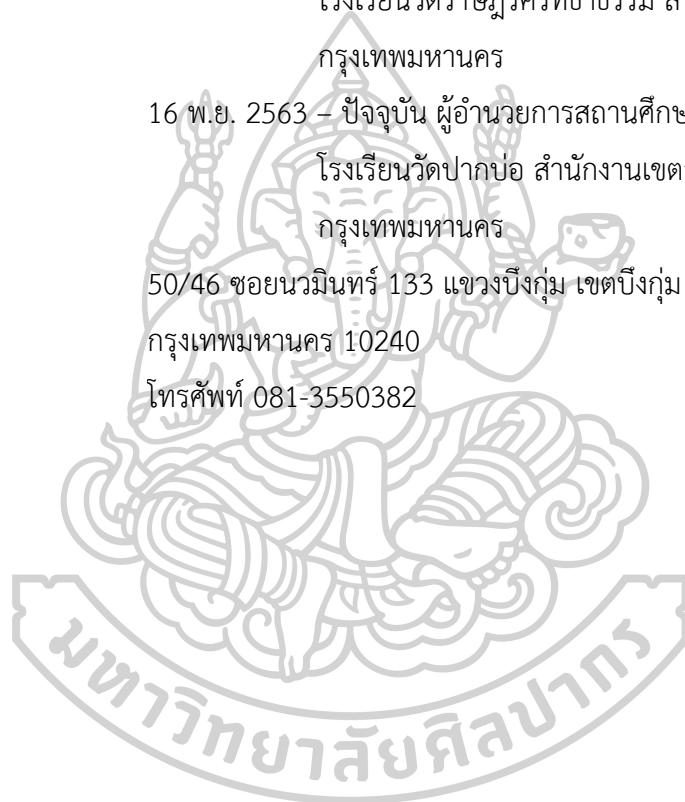 กรุงเทพมหานคร
16 พ.ย. 2563 – ปัจจุบัน ผู้อำนวยการสถานศึกษ
โรงเรียนวัดปากบ่อ สำนักงานเขต
กรุงเทพมหานคร
50/46 ซอยนวมินทร์ 133 แขวงบึงกุ่ม เขตบึงกุ่ม
กรุงเทพมหานคร 10240
โทรศัพท์ 081-3550382
มหาวิทยาลัยศิลปากร